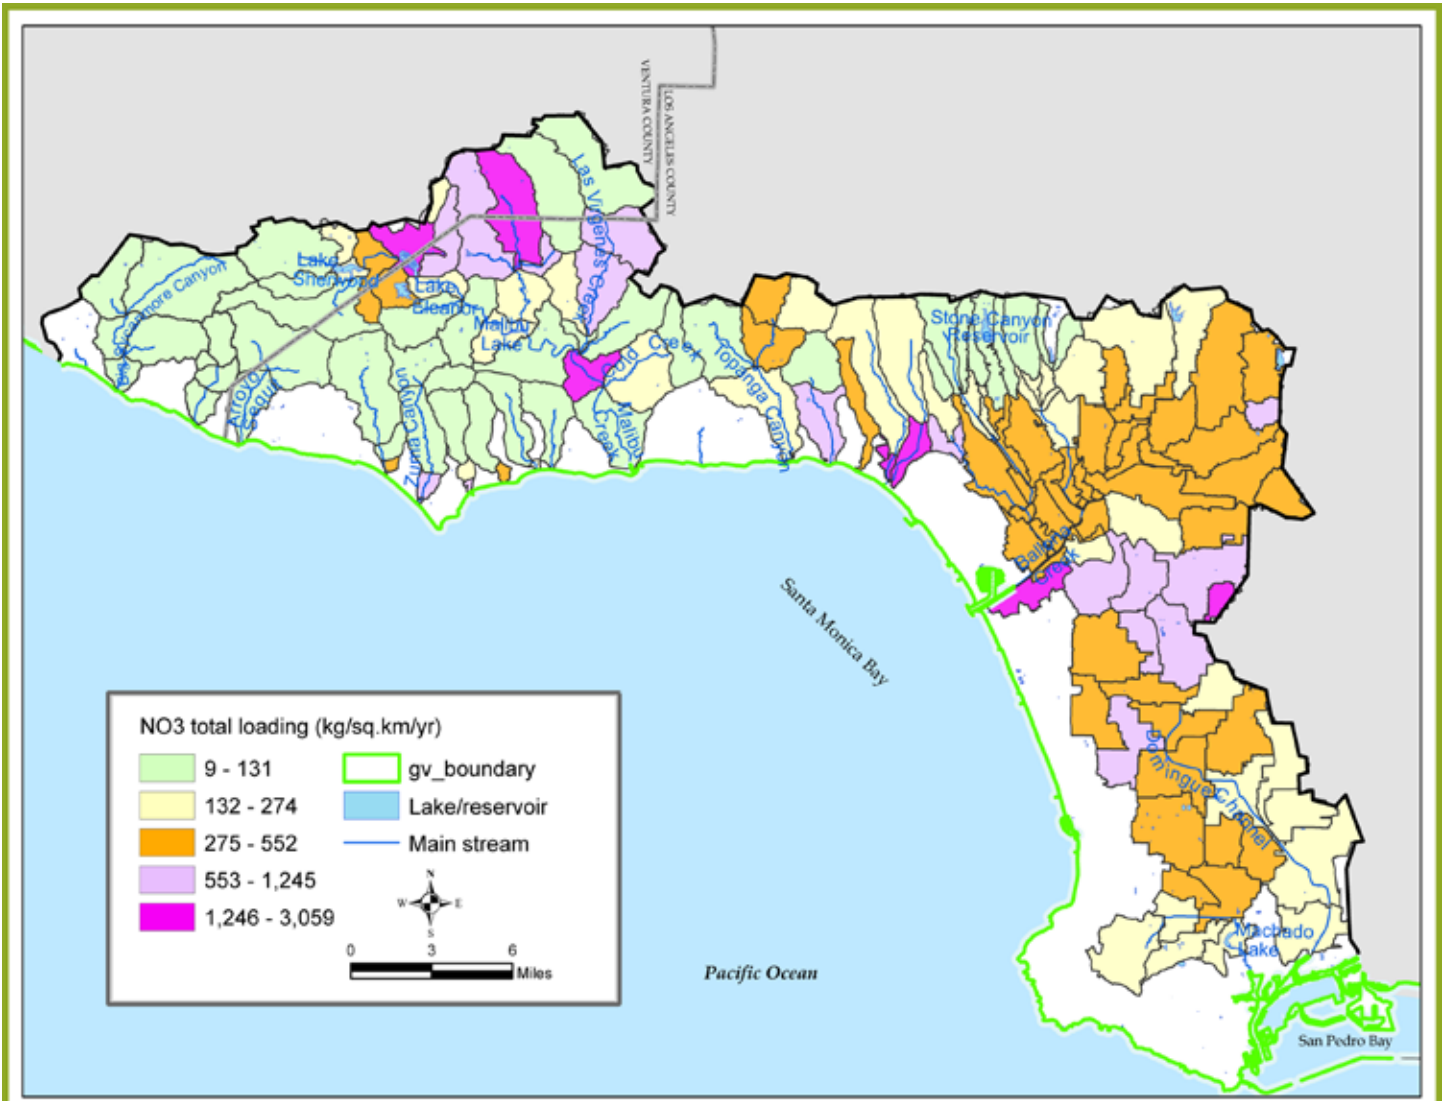 VENTURA COUNTY
LOS ANGELES COUNTY
Las Virgenes Creek
Big Sycamore Canyon
Lake
Sherwood
Lake
Eleanor
Malibu
Lake
Cold Creek
Topanga Canyon
Stone Canyon
Reservoir
Arroyo
Sequit
Zuma Canyon
Malibu
Creek
Ballona
Creek
Santa Monica Bay
Dominguez Channel
Machado
Lake
Pacific Ocean
San Pedro Bay
NO3 total loading (kg/sq.km/yr)
9 - 131
132 - 274
275 - 552
553 - 1,245
1,246 - 3,059
gv_boundary
Lake/reservoir
Main stream
N
W E
S
0 3 6
Miles